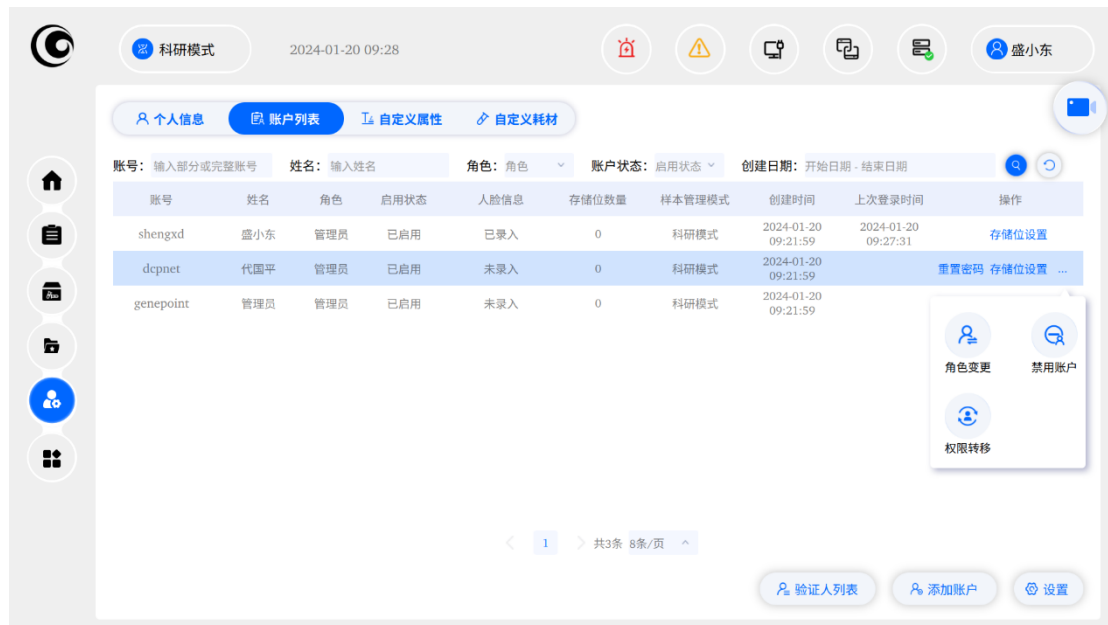 科研模式 2024-01-20 09:28 盛小东
个人信息 账户列表 自定义属性 自定义耗材
账号: 输入部分或完整账号 姓名: 输入姓名 角色: 角色 账户状态: 启用状态 创建日期: 开始日期 - 结束日期
账号 姓名 角色 启用状态 人脸信息 存储位数量 样本管理模式 创建时间 上次登录时间 操作
shengxd 盛小东 管理员 已启用 已录入 0 科研模式 2024-01-20 09:21:59 2024-01-20 09:27:31 存储位设置
dcpnet 代国平 管理员 已启用 未录入 0 科研模式 2024-01-20 09:21:59 重置密码 存储位设置 ...
genepoint 管理员 管理员 已启用 未录入 0 科研模式 2024-01-20 09:21:59
角色变更 禁用账户
权限转移
1 共3条 8条/页
验证人列表 添加账户 设置